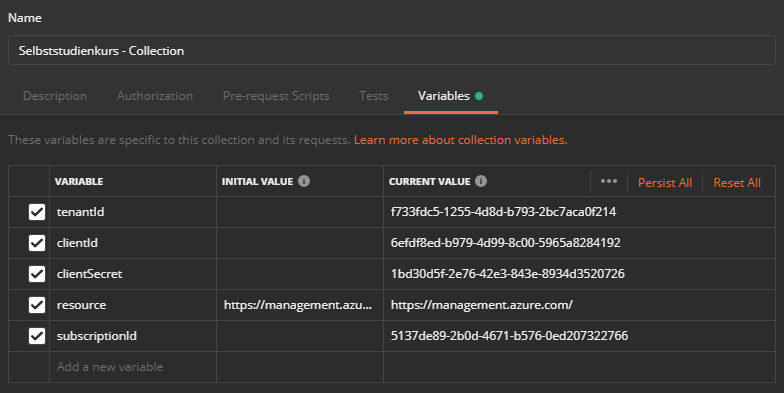 Name
Selbststudienkurs - Collection
Description Authorization Pre-request Scripts Tests Variables
These variables are specific to this collection and its requests. Learn more about collection variables.
VARIABLE INITIAL VALUE CURRENT VALUE ••• Persist All Reset All
tenantId f733fdc5-1255-4d8d-b793-2bc7aca0f214
clientId 6efdf8ed-b979-4d99-8c00-5965a8284192
clientSecret 1bd30d5f-2e76-42e3-843e-8934d3520726
resource https://management.azu... https://management.azure.com/
subscriptionId 5137de89-2b0d-4671-b576-0ed207322766
Add a new variable